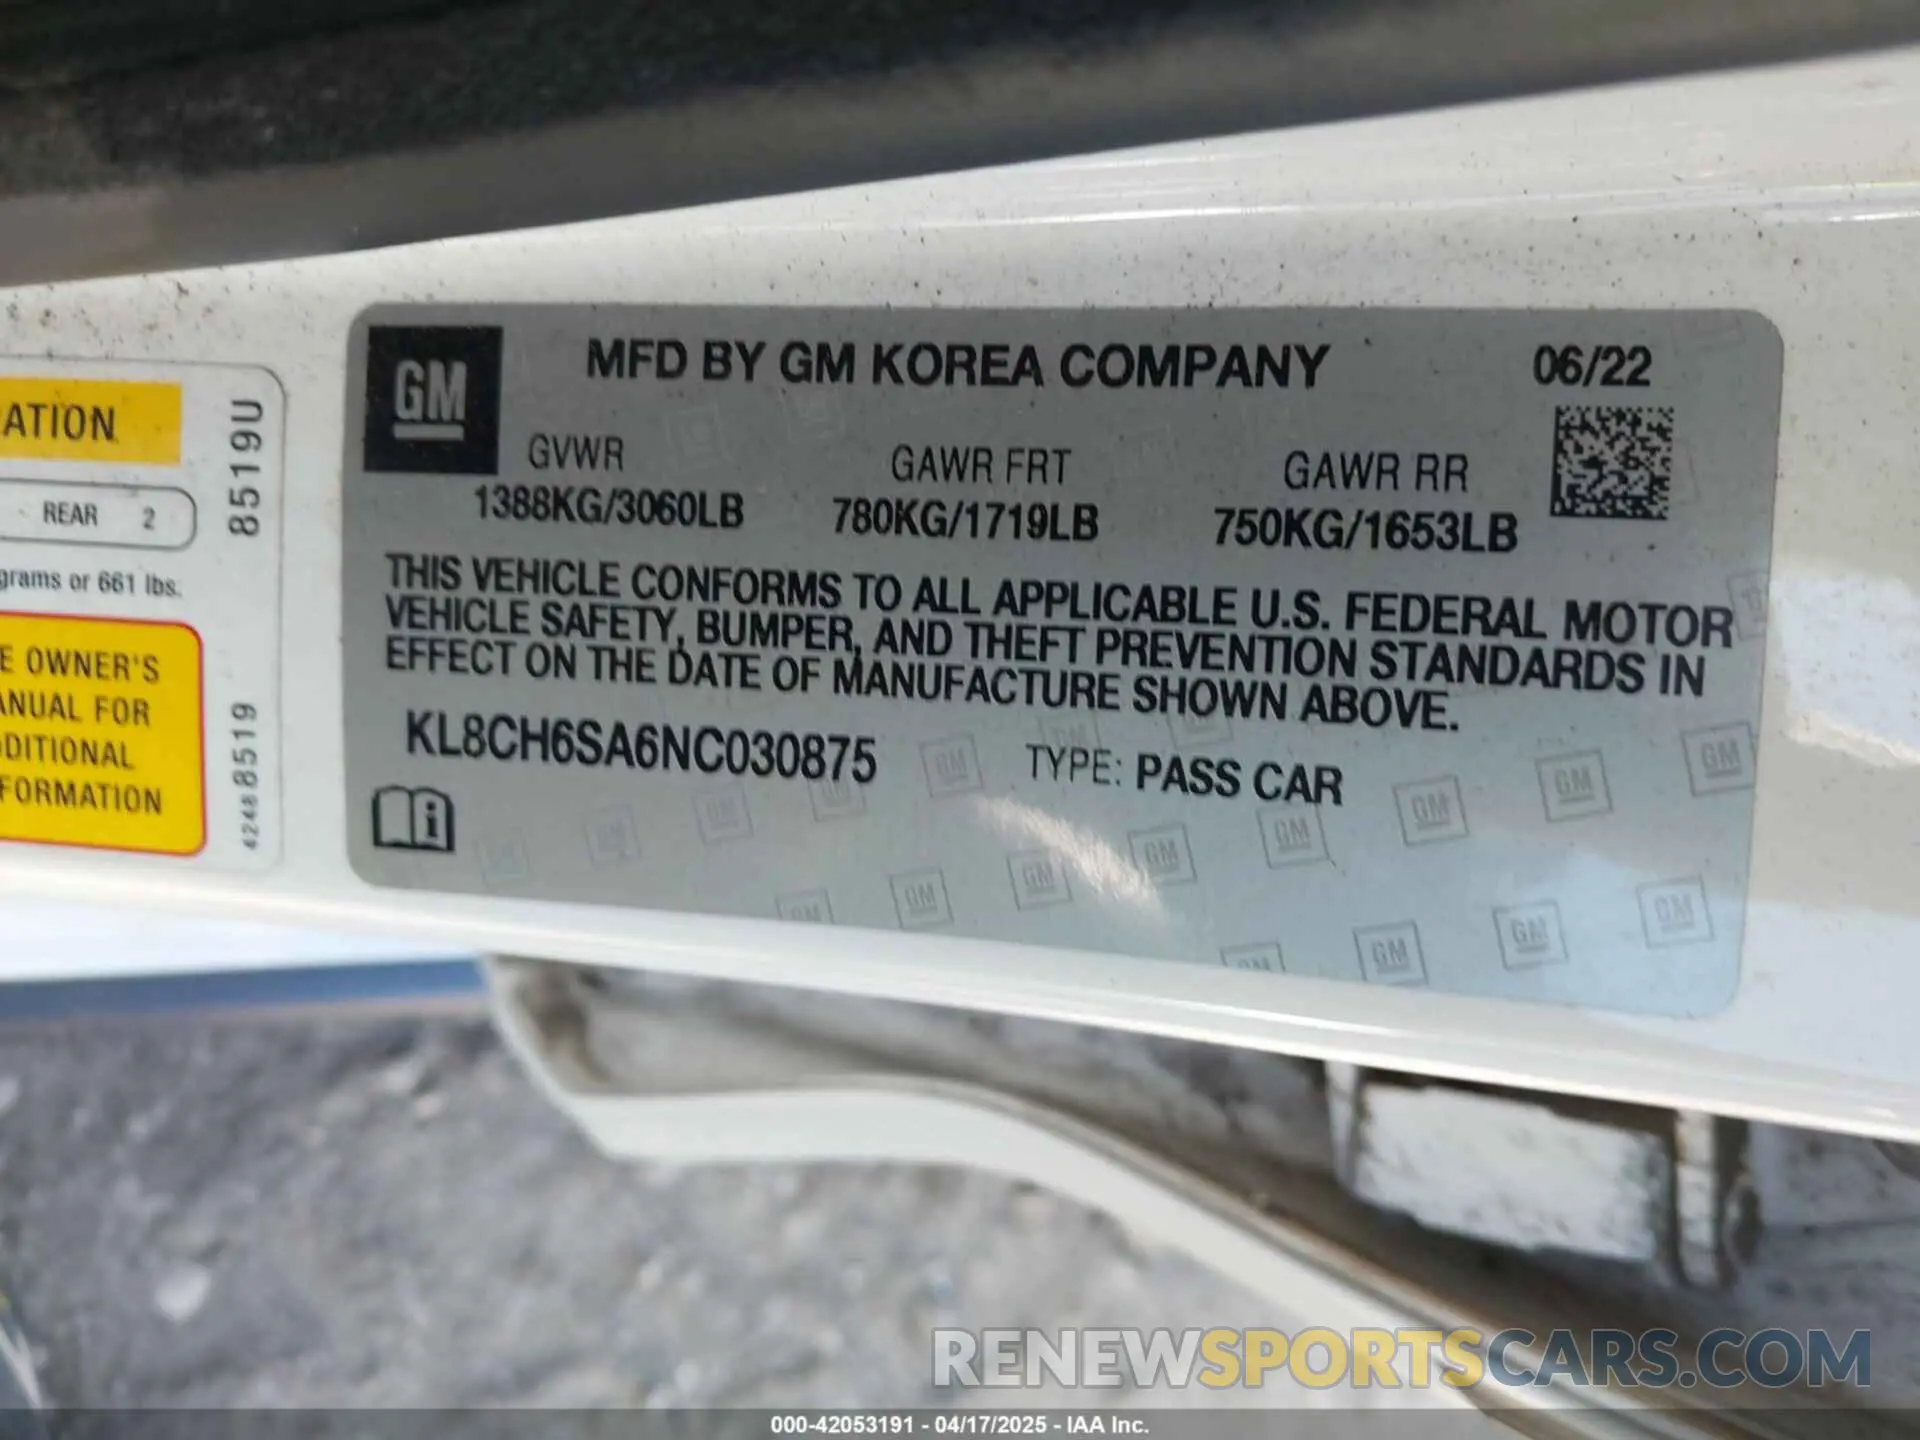 GM
MFD BY GM KOREA COMPANY
06/22
GVWR
GAWR FRT
GAWR RR
1388KG/3060LB
780KG/1719LB
750KG/1653LB
THIS VEHICLE CONFORMS TO ALL APPLICABLE U.S. FEDERAL MOTOR
VEHICLE SAFETY, BUMPER, AND THEFT PREVENTION STANDARDS IN
EFFECT ON THE DATE OF MANUFACTURE SHOWN ABOVE.
KL8CH6SA6NC030875
TYPE: PASS CAR
ATION
REAR 2
grams or 661 lbs.
E OWNER'S
ANUAL FOR
DDITIONAL
FORMATION
8519U
42488519
RENEWSPORTSCARS.COM
000-42053191 - 04/17/2025 - IAA Inc.